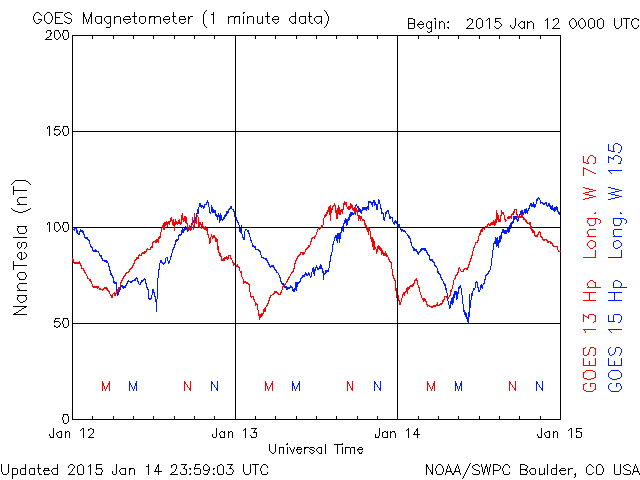 GOES Magnetometer (1 minute data)
Begin: 2015 Jan 12 0000 UTC
200
150
100
50
0
NanoTesla (nT)
M M N N M M N N M M N N
Jan 12 Jan 13 Jan 14 Jan 15
Universal Time
GOES 13 Hp Long. W 75
GOES 15 Hp Long. W 135
Updated 2015 Jan 14 23:59:03 UTC
NOAA/SWPC Boulder, CO USA